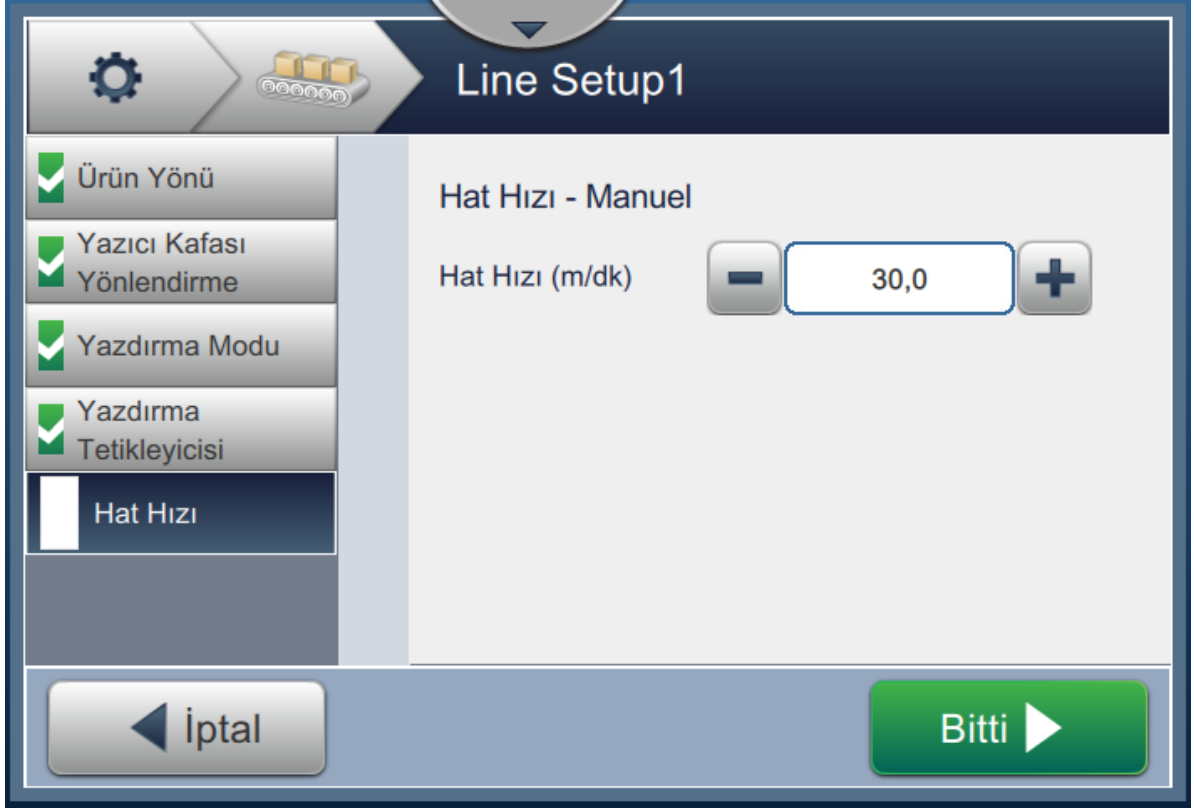 Line Setup1
Ürün Yönü
Yazıcı Kafası
Yönlendirme
Yazdırma Modu
Yazdırma
Tetikleyicisi
Hat Hızı
Hat Hızı - Manuel
Hat Hızı (m/dk)
30,0
İptal
Bitti